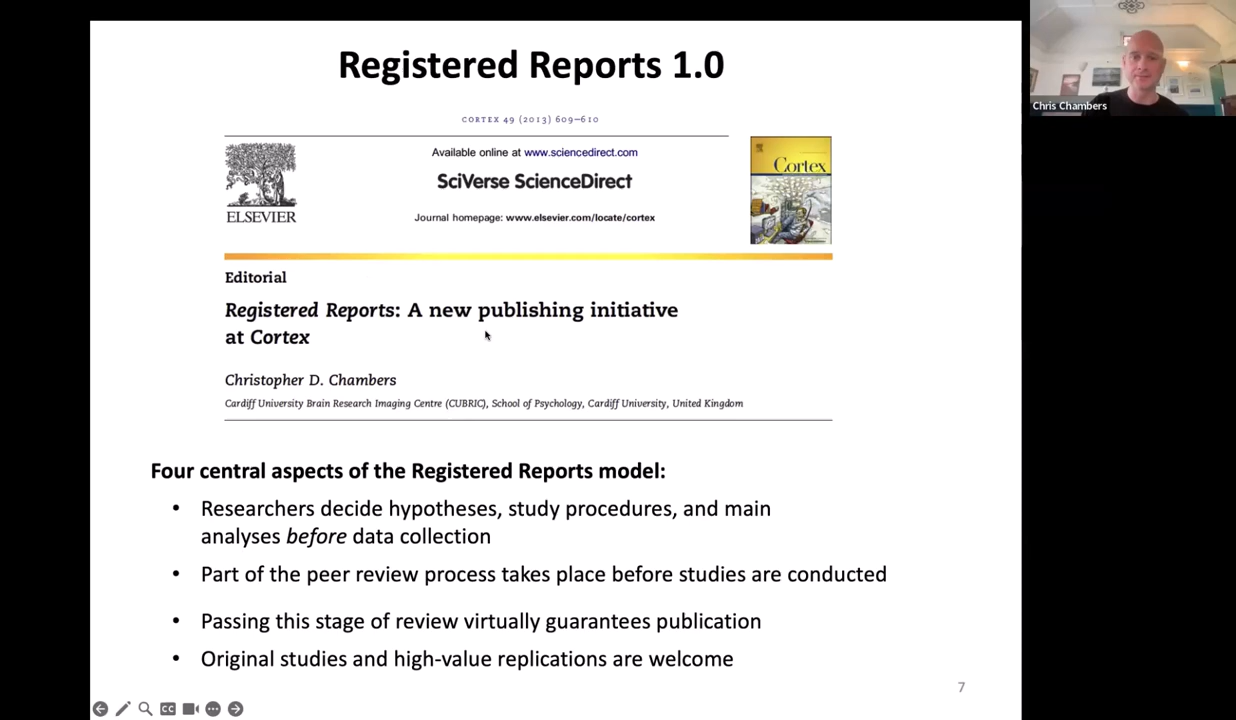 Registered Reports 1.0
CORTEX 49 (2013) 609–610
Available online at www.sciencedirect.com
SciVerse ScienceDirect
Journal homepage: www.elsevier.com/locate/cortex
ELSEVIER
Cortex
Editorial
Registered Reports: A new publishing initiative
at Cortex
Christopher D. Chambers
Cardiff University Brain Research Imaging Centre (CUBRIC), School of Psychology, Cardiff University, United Kingdom
Four central aspects of the Registered Reports model:
• Researchers decide hypotheses, study procedures, and main
analyses before data collection
• Part of the peer review process takes place before studies are conducted
• Passing this stage of review virtually guarantees publication
• Original studies and high-value replications are welcome
7
CC
Chris Chambers